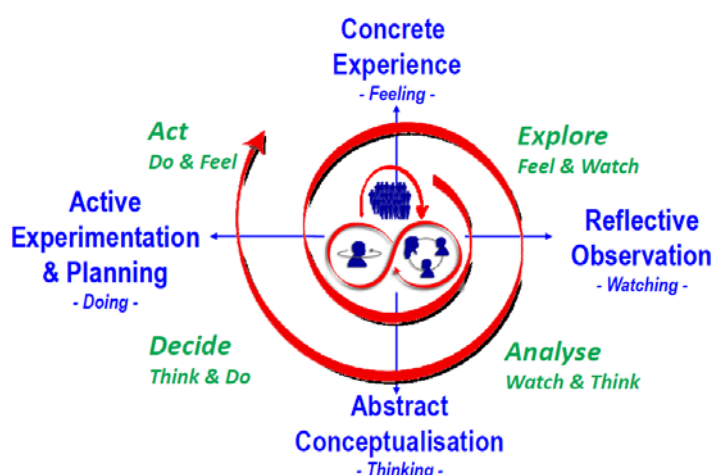 Concrete
Experience
- Feeling -
Act
Do & Feel
Explore
Feel & Watch
Active
Experimentation
& Planning
- Doing -
Reflective
Observation
- Watching -
Decide
Think & Do
Analyse
Watch & Think
Abstract
Conceptualisation
- Thinking -